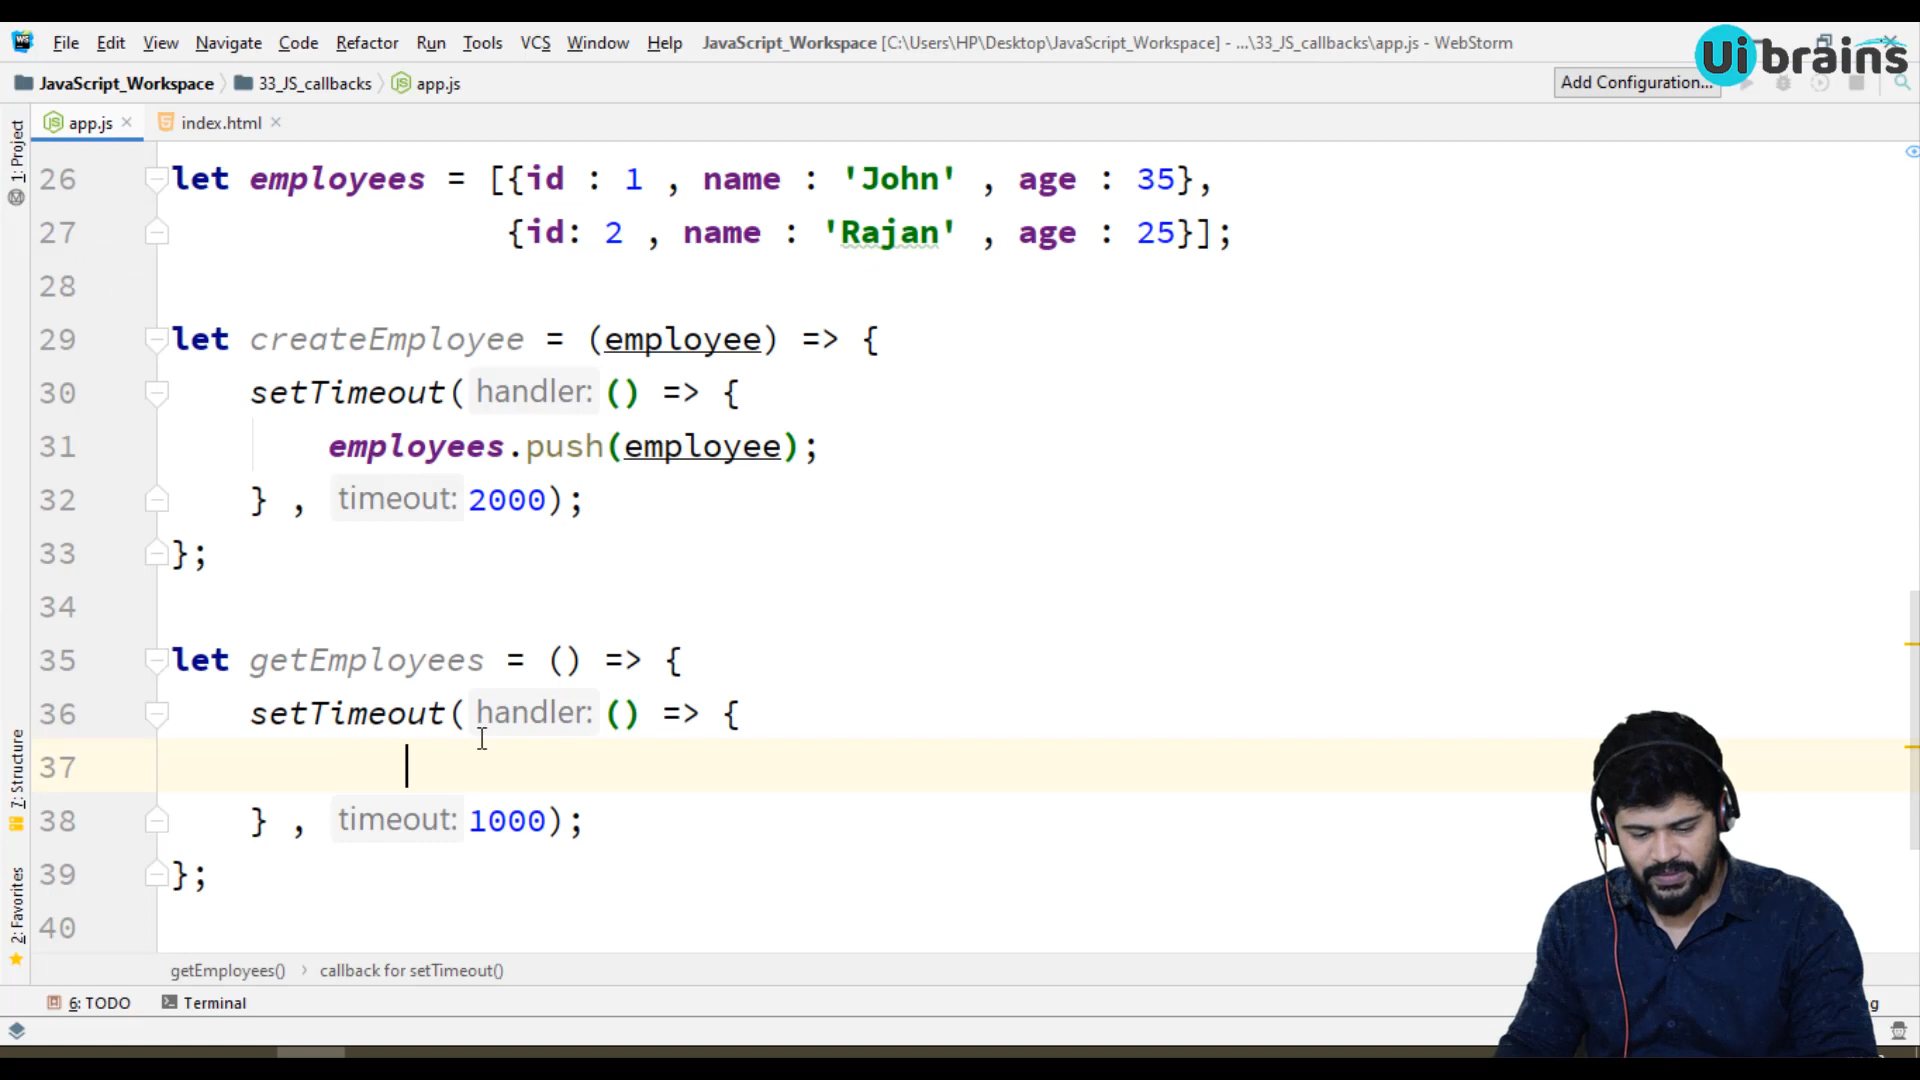 WS File Edit View Navigate Code Refactor Run Tools VCS Window Help JavaScript_Workspace [C:\Users\HP\Desktop\JavaScript_Workspace] - ...\33_JS_callbacks\app.js - WebStorm
Ui brains
JavaScript_Workspace 33_JS_callbacks app.js Add Configuration...
app.js index.html
1: Project
7: Structure
2: Favorites
26 let employees = [{id : 1 , name : 'John' , age : 35},
27 {id: 2 , name : 'Rajan' , age : 25}];
28
29 let createEmployee = (employee) => {
30 setTimeout( handler: () => {
31 employees.push(employee);
32 } , timeout: 2000);
33 };
34
35 let getEmployees = () => {
36 setTimeout( handler: () => {
37
38 } , timeout: 1000);
39 };
40
getEmployees() › callback for setTimeout()
6: TODO Terminal